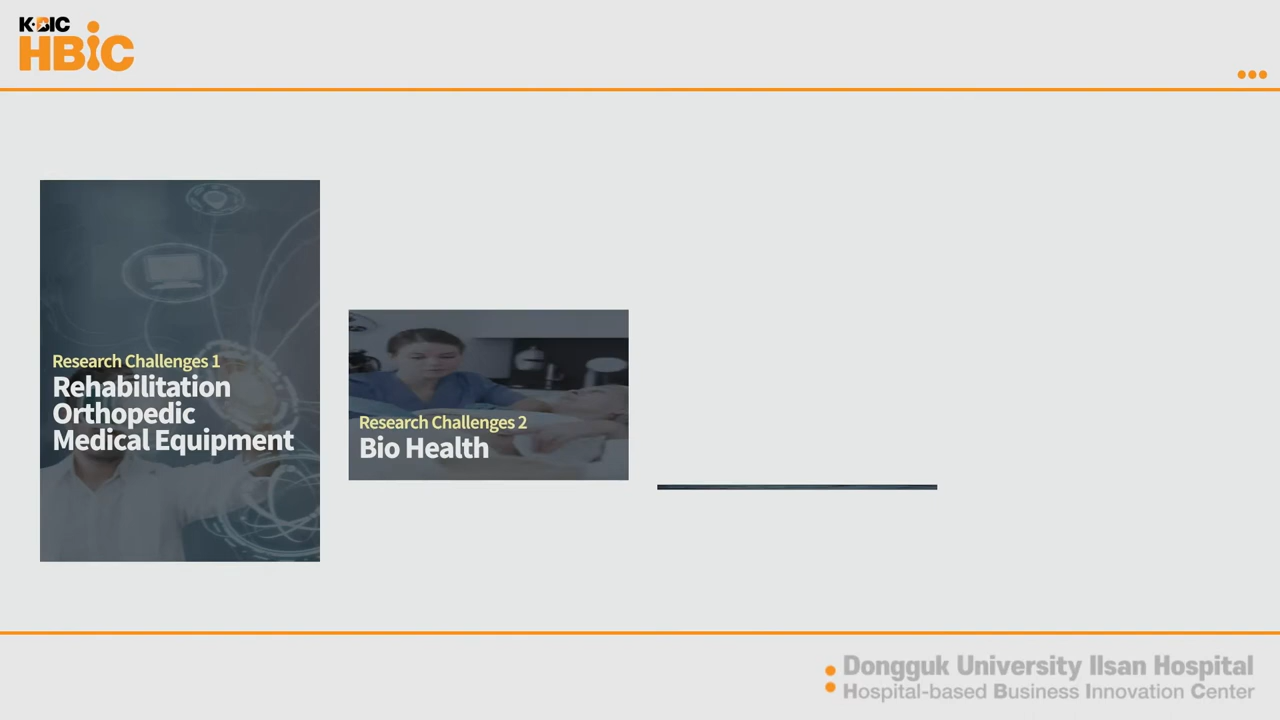 K-BIC
HBiC
Research Challenges 1
Rehabilitation
Orthopedic
Medical Equipment
Research Challenges 2
Bio Health
Dongguk University Ilsan Hospital
Hospital-based Business Innovation Center